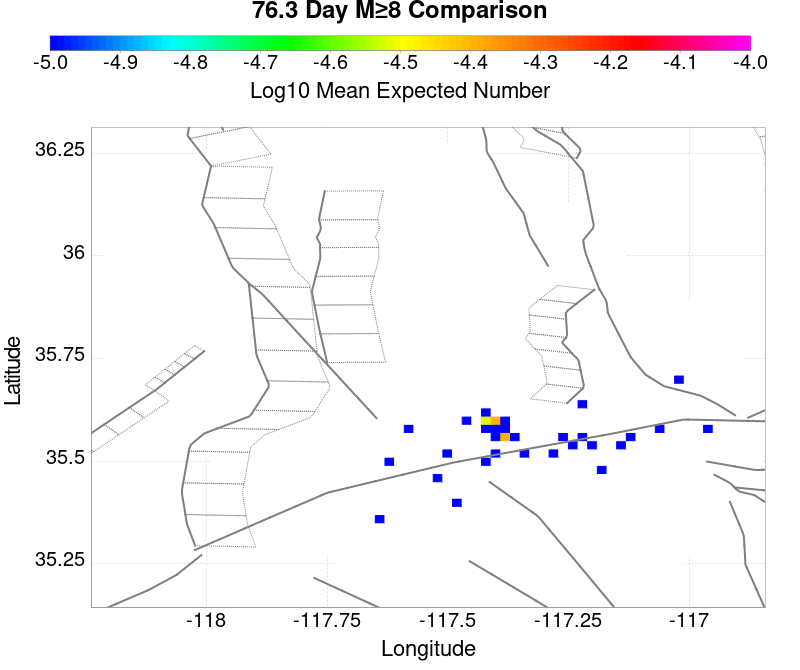 76.3 Day M≥8 Comparison
-5.0 -4.9 -4.8 -4.7 -4.6 -4.5 -4.4 -4.3 -4.2 -4.1 -4.0
Log10 Mean Expected Number
36.25
36
35.75
35.5
35.25
Latitude
-118 -117.75 -117.5 -117.25 -117
Longitude